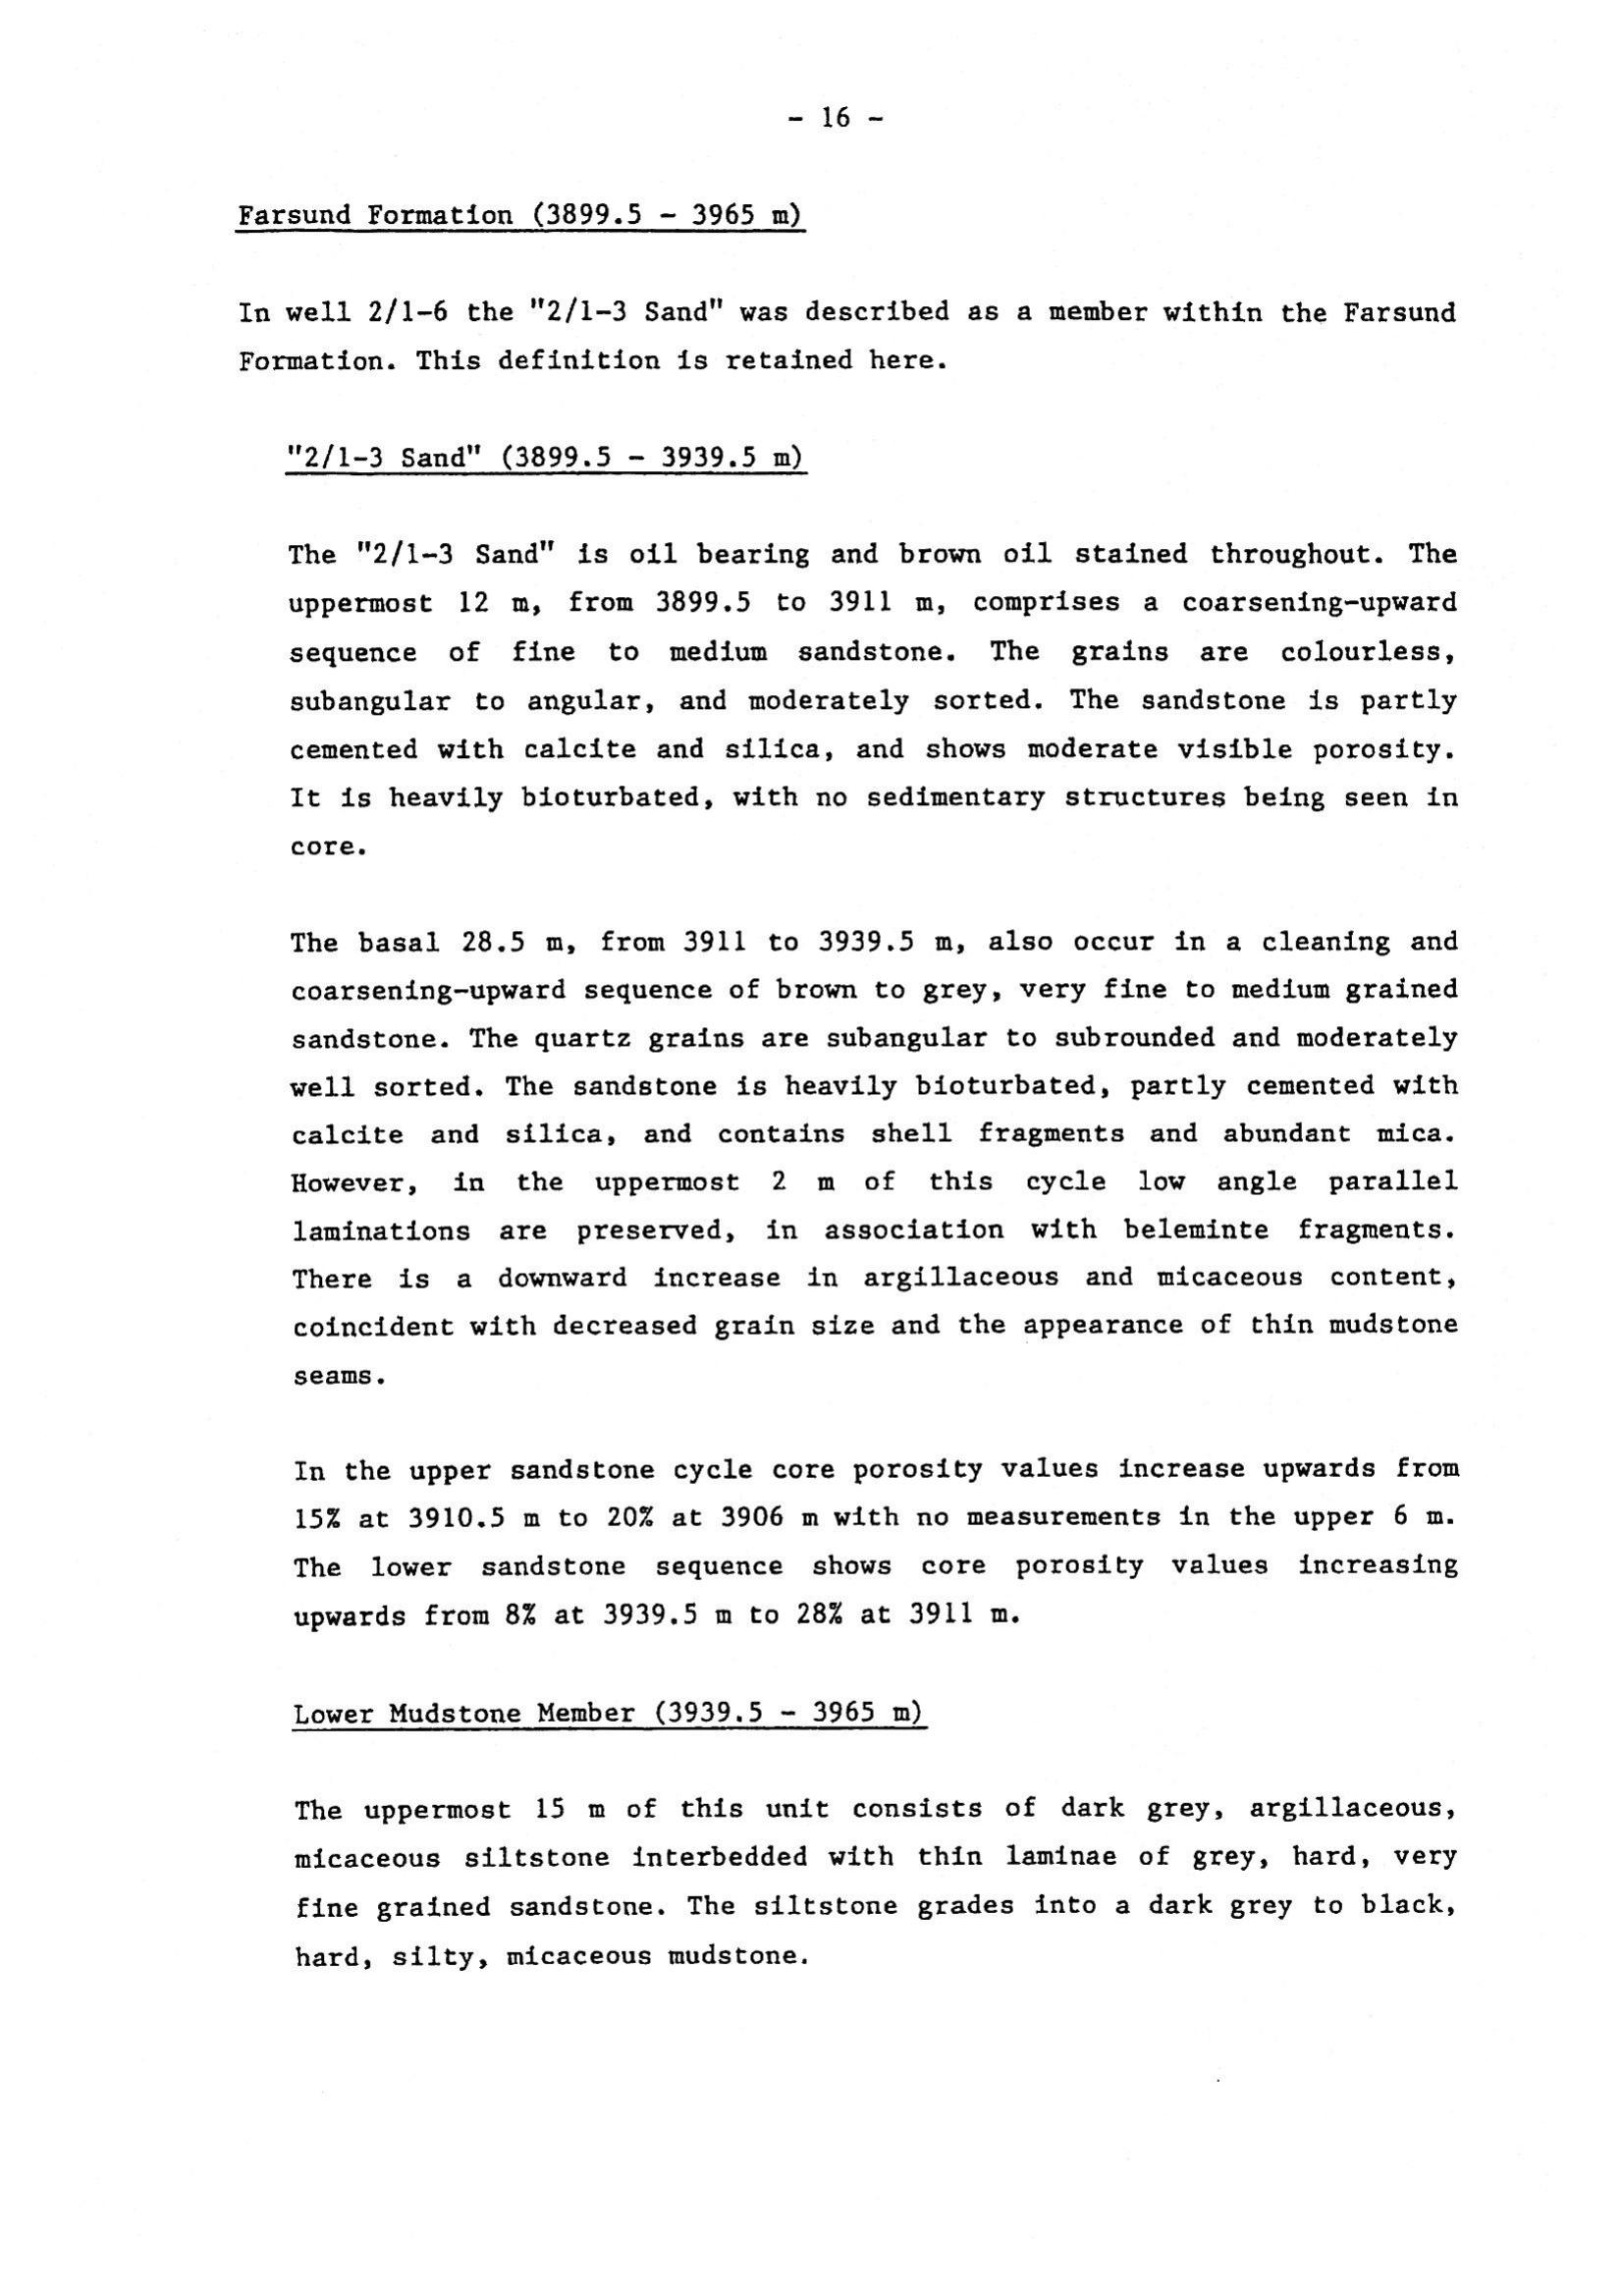 - 16 -
Farsund Formation (3899.5 - 3965 m)
In well 2/1-6 the "2/1-3 Sand" was described as a member within the Farsund
Formation. This definition is retained here.
"2/1-3 Sand" (3899.5 - 3939.5 m)
The "2/1-3 Sand" is oil bearing and brown oil stained throughout. The
uppermost 12 m, from 3899.5 to 3911 m, comprises a coarsening-upward
sequence of fine to medium sandstone. The grains are colourless,
subangular to angular, and moderately sorted. The sandstone is partly
cemented with calcite and silica, and shows moderate visible porosity.
It is heavily bioturbated, with no sedimentary structures being seen in
core.
The basal 28.5 m, from 3911 to 3939.5 m, also occur in a cleaning and
coarsening-upward sequence of brown to grey, very fine to medium grained
sandstone. The quartz grains are subangular to subrounded and moderately
well sorted. The sandstone is heavily bioturbated, partly cemented with
calcite and silica, and contains shell fragments and abundant mica.
However, in the uppermost 2 m of this cycle low angle parallel
laminations are preserved, in association with beleminte fragments.
There is a downward increase in argillaceous and micaceous content,
coincident with decreased grain size and the appearance of thin mudstone
seams.
In the upper sandstone cycle core porosity values increase upwards from
15% at 3910.5 m to 20% at 3906 m with no measurements in the upper 6 m.
The lower sandstone sequence shows core porosity values increasing
upwards from 8% at 3939.5 m to 28% at 3911 m.
Lower Mudstone Member (3939.5 - 3965 m)
The uppermost 15 m of this unit consists of dark grey, argillaceous,
micaceous siltstone interbedded with thin laminae of grey, hard, very
fine grained sandstone. The siltstone grades into a dark grey to black,
hard, silty, micaceous mudstone.